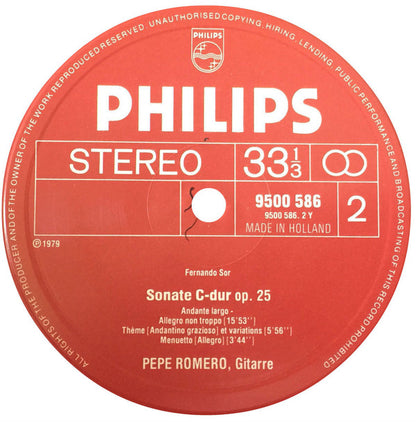 ALL RIGHTS OF THE PRODUCER AND OF THE OWNER OF THE WORK REPRODUCED RESERVED UNAUTHORISED COPYING, HIRING, LENDING, PUBLIC PERFORMANCE AND BROADCASTING OF THIS RECORD PROHIBITED
PHILIPS
PHILIPS
STEREO
33 1/3
2
9500 586
9500 586. 2 Y
MADE IN HOLLAND
℗ 1979
Fernando Sor
Sonate C-dur op. 25
Andante largo -
Allegro non troppo [15'53'']
Thème [Andantino grazioso] et variations [5'56'']
Menuetto [Allegro] [3'44'']
PEPE ROMERO, Gitarre